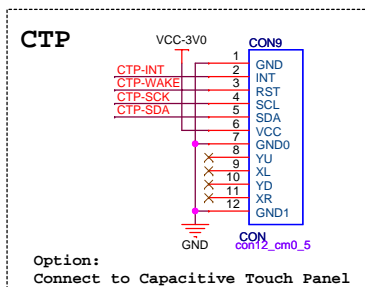 CTP
VCC-3V0
CON9
1 GND
CTP-INT 2 INT
CTP-WAKE 3 RST
CTP-SCK 4 SCL
CTP-SDA 5 SDA
6 VCC
7 GND0
8 YU
9 XL
10 YD
11 XR
12 GND1
GND
CON
con12_cm0_5
Option:
Connect to Capacitive Touch Panel